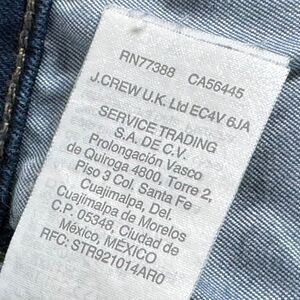 RN77388 CA56445
J.CREW U.K. Ltd EC4V 6JA
SERVICE TRADING
S.A. DE C.V.
Prolongación Vasco
de Quiroga 4800, Torre 2,
Piso 3 Col. Santa Fe
Cuajimalpa, Del.
Cuajimalpa de Morelos
C.P. 05348, Ciudad de
México, MÉXICO
RFC: STR921014AR0